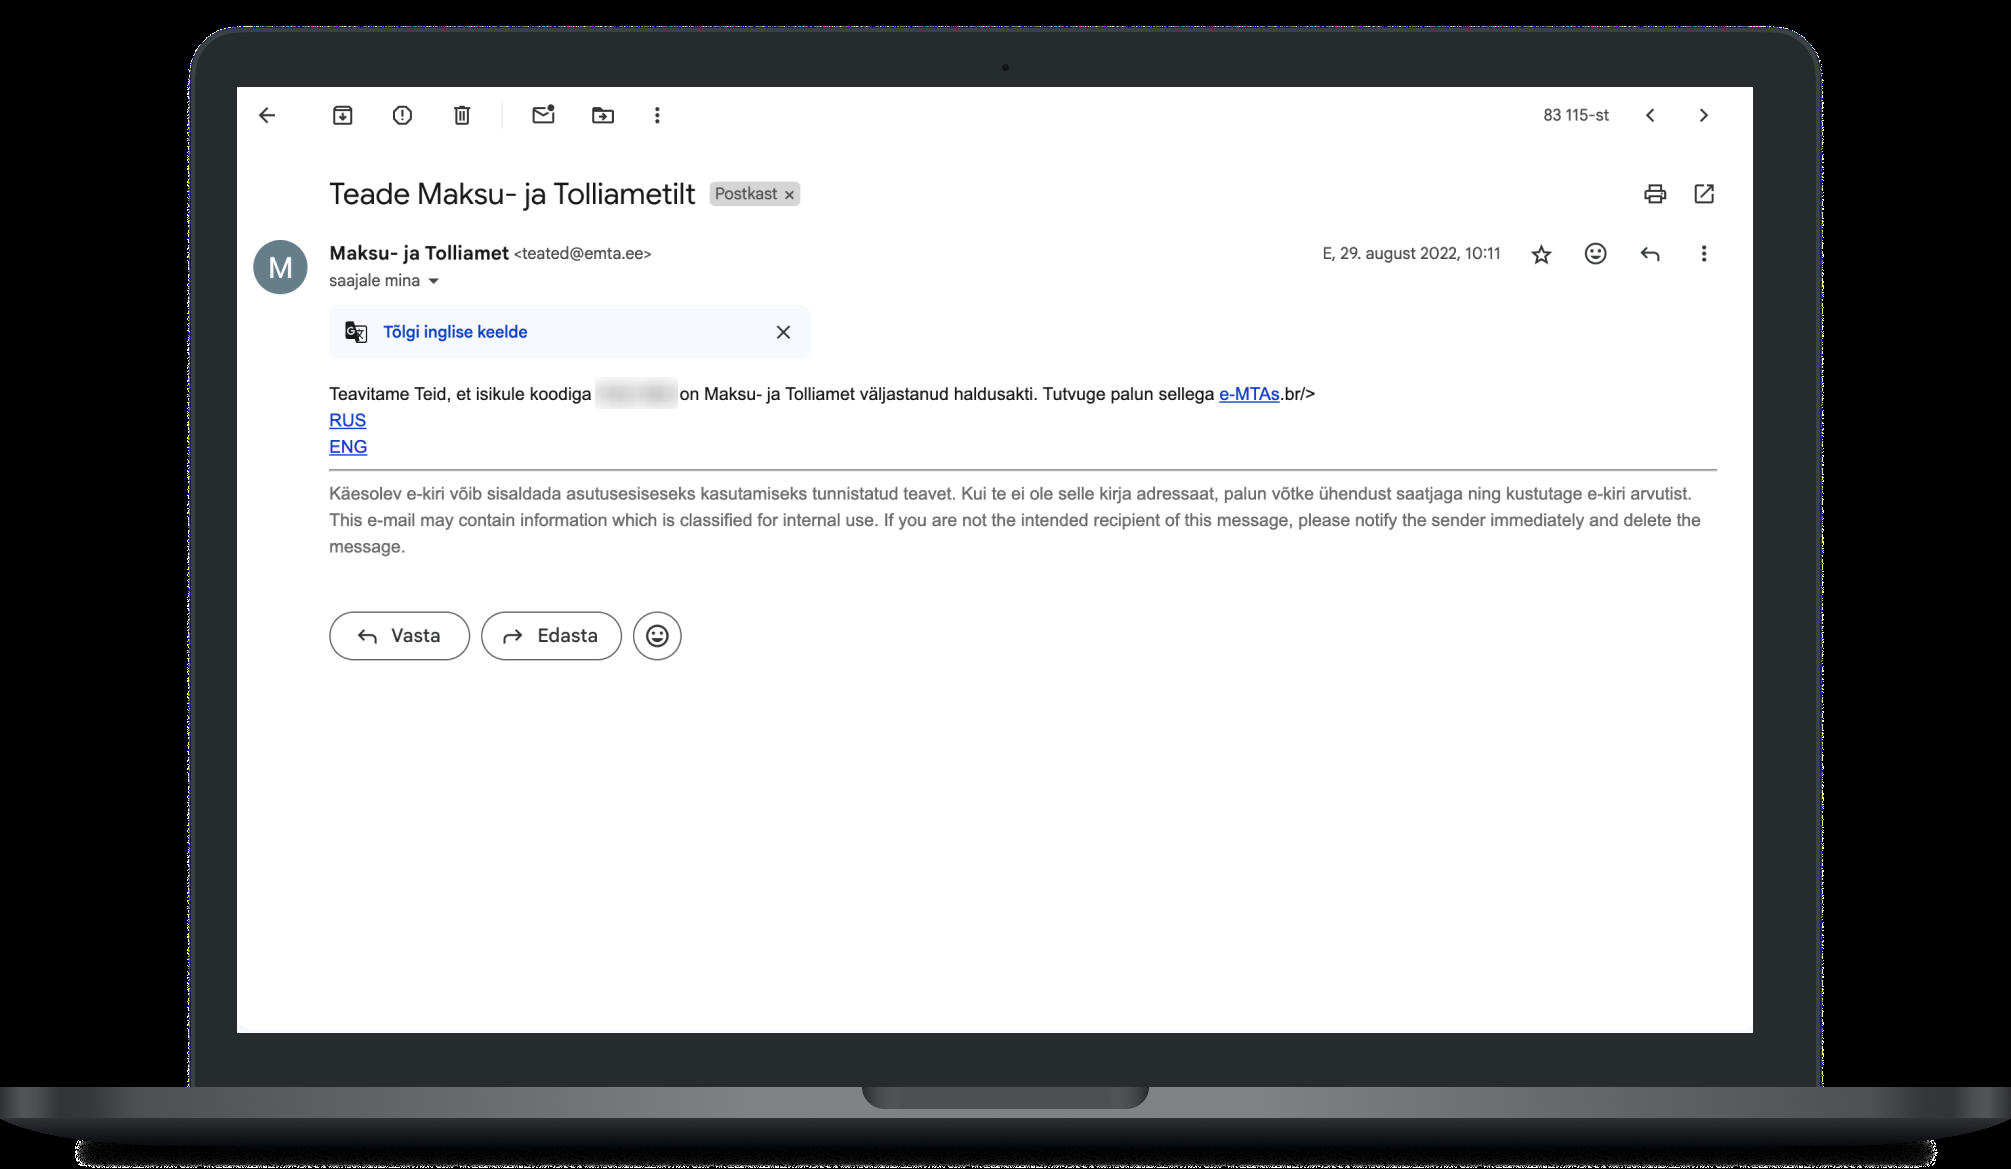 83 115-st
Teade Maksu- ja Tolliametilt Postkast ×
M
Maksu- ja Tolliamet <teated@emta.ee> E, 29. august 2022, 10:11
saajale mina
Tõlgi inglise keelde
Teavitame Teid, et isikule koodiga on Maksu- ja Tolliamet väljastanud haldusakti. Tutvuge palun sellega e-MTAs.br/>
RUS
ENG
Käesolev e-kiri võib sisaldada asutusesiseseks kasutamiseks tunnistatud teavet. Kui te ei ole selle kirja adressaat, palun võtke ühendust saatjaga ning kustutage e-kiri arvutist.
This e-mail may contain information which is classified for internal use. If you are not the intended recipient of this message, please notify the sender immediately and delete the
message.
Vasta Edasta